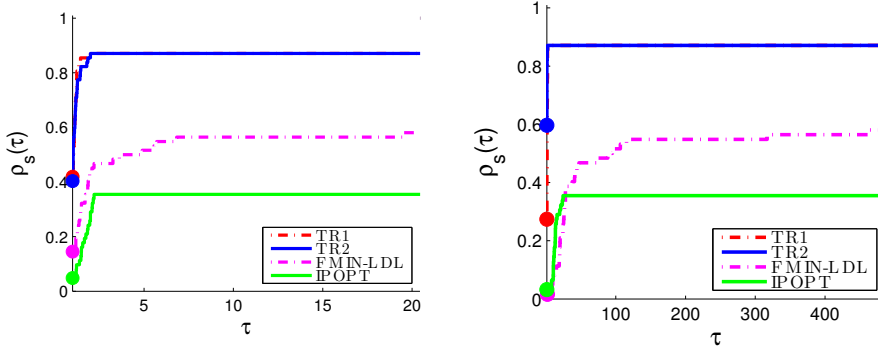 1
0.8
0.6
0.4
0.2
0
ρs(τ)
5 10 15 20
τ
TR1
TR2
FMIN-LDL
IPOPT
1
0.8
0.6
0.4
0.2
0
ρs(τ)
100 200 300 400
τ
TR1
TR2
FMIN-LDL
IPOPT